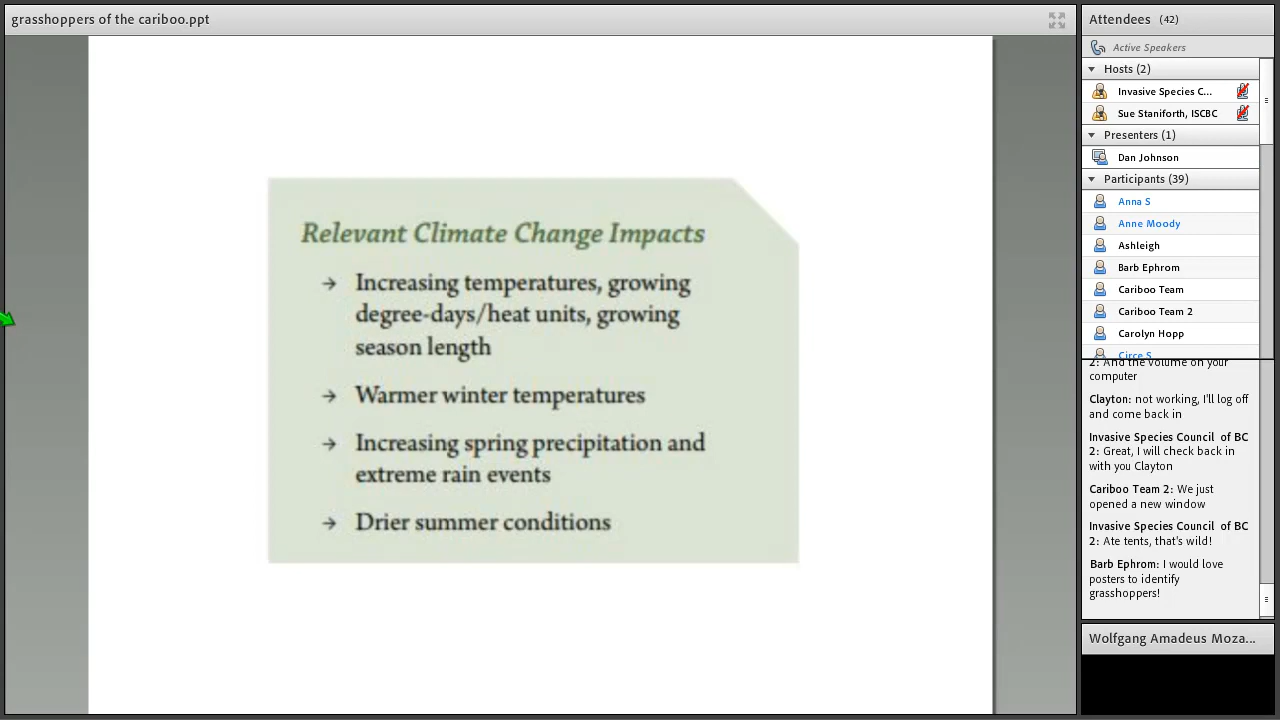 grasshoppers of the cariboo.ppt
Relevant Climate Change Impacts
→ Increasing temperatures, growing
degree-days/heat units, growing
season length
→ Warmer winter temperatures
→ Increasing spring precipitation and
extreme rain events
→ Drier summer conditions
Attendees (42)
Active Speakers
Hosts (2)
Invasive Species C...
Sue Staniforth, ISCBC
Presenters (1)
Dan Johnson
Participants (39)
Anna S
Anne Moody
Ashleigh
Barb Ephrom
Cariboo Team
Cariboo Team 2
Carolyn Hopp
Circe S
2: And the volume on your
computer
Clayton: not working, I'll log off
and come back in
Invasive Species Council of BC
2: Great, I will check back in
with you Clayton
Cariboo Team 2: We just
opened a new window
Invasive Species Council of BC
2: Ate tents, that's wild!
Barb Ephrom: I would love
posters to identify
grasshoppers!
Wolfgang Amadeus Moza...